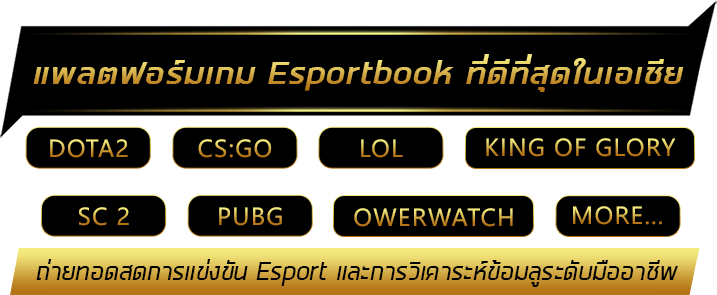 แพลตฟอร์มเกม Esportbook ที่ดีที่สุดในเอเชีย
DOTA2 CS:GO LOL KING OF GLORY
SC 2 PUBG OWERWATCH MORE...
ถ่ายทอดสดการแข่งขัน Esport และการวิเคาระห์ข้อมลูระดับมืออาชีพ